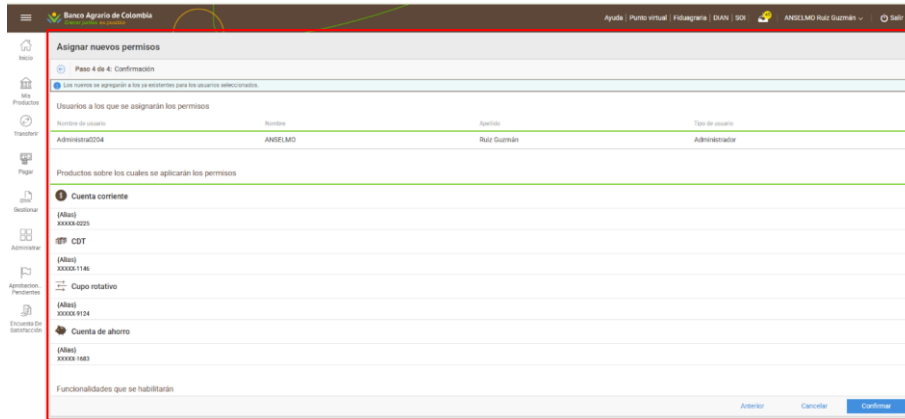 Banco Agrario de Colombia
Ayuda | Punto virtual | Fiduagraria | DIAN | SOI
ANSELMO Ruiz Guzmán
Salir
Inicio
Mis
Productos
Transferir
Pagar
Gestionar
Administrar
Aprobacion...
Pendientes
Encuesta De
Satisfacción
Asignar nuevos permisos
Paso 4 de 4: Confirmación
Los nuevos se agregarán a los ya existentes para los usuarios seleccionados.
Usuarios a los que se asignarán los permisos
Nombre de usuario Nombre Apellido Tipo de usuario
Administra0204 ANSELMO Ruiz Guzmán Administrador
Productos sobre los cuales se aplicarán los permisos
Cuenta corriente
(Alias)
XXXXX-0225
CDT
(Alias)
XXXXX-1146
Cupo rotativo
(Alias)
XXXXX-9124
Cuenta de ahorro
(Alias)
XXXXX-1683
Funcionalidades que se habilitarán
Anterior Cancelar Confirmar